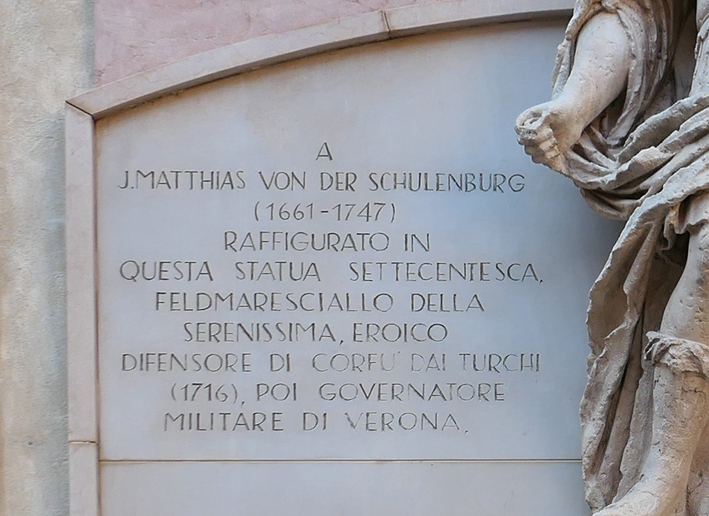 A
J.MATTHIAS VON DER SCHULENBURG
(1661-1747)
RAFFIGURATO IN
QUESTA STATUA SETTECENTESCA,
FELDMARESCIALLO DELLA
SERENISSIMA, EROICO
DIFENSORE DI CORFU' DAI TURCHI
(1716), POI GOVERNATORE
MILITARE DI VERONA,